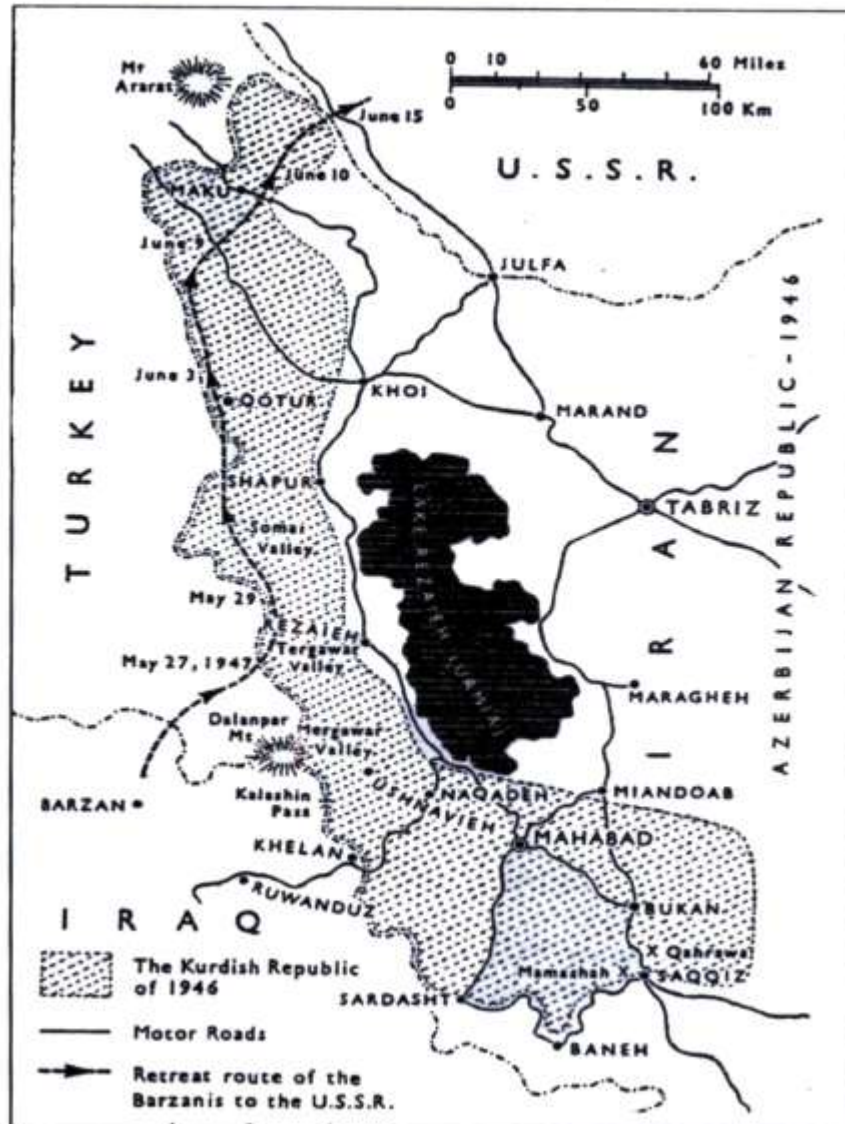 Mt
Ararat
0 10 60 Miles
0 50 100 Km
June 15
U.S.S.R.
June 10
MAKU
June 9
JULFA
TURKEY
June 3
QOTUR
KHOI
MARAND
SHAPUR
TABRIZ
Somai
Valley
LAKE REZAIEH
IRAN
AZERBIJAN REPUBLIC-1946
May 29
REZAIEH
Tergawar
Valley
May 27, 1947
MARAGHEH
Dalanpar
Mt
Mergawar
Valley
BARZAN
USHNAVIEH
NAQADEH
MIANDOAB
Kalashin
Pass
MAHABAD
KHELAN
RUWANDUZ
BUKAN
IRAQ
X Qahrawa
Mamashah X
SAQQIZ
The Kurdish Republic
of 1946
SARDASHT
Motor Roads
BANEH
Retreat route of the
Barzanis to the U.S.S.R.